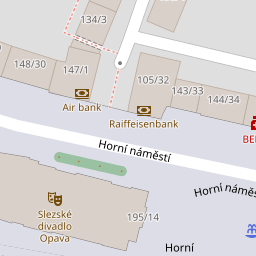 134/3
148/30
147/1
105/32
143/33
144/34
Air bank
Raiffeisenbank
BE
Horní náměstí
Horní náměs
Slezské
divadlo
Opava
195/14
Horní